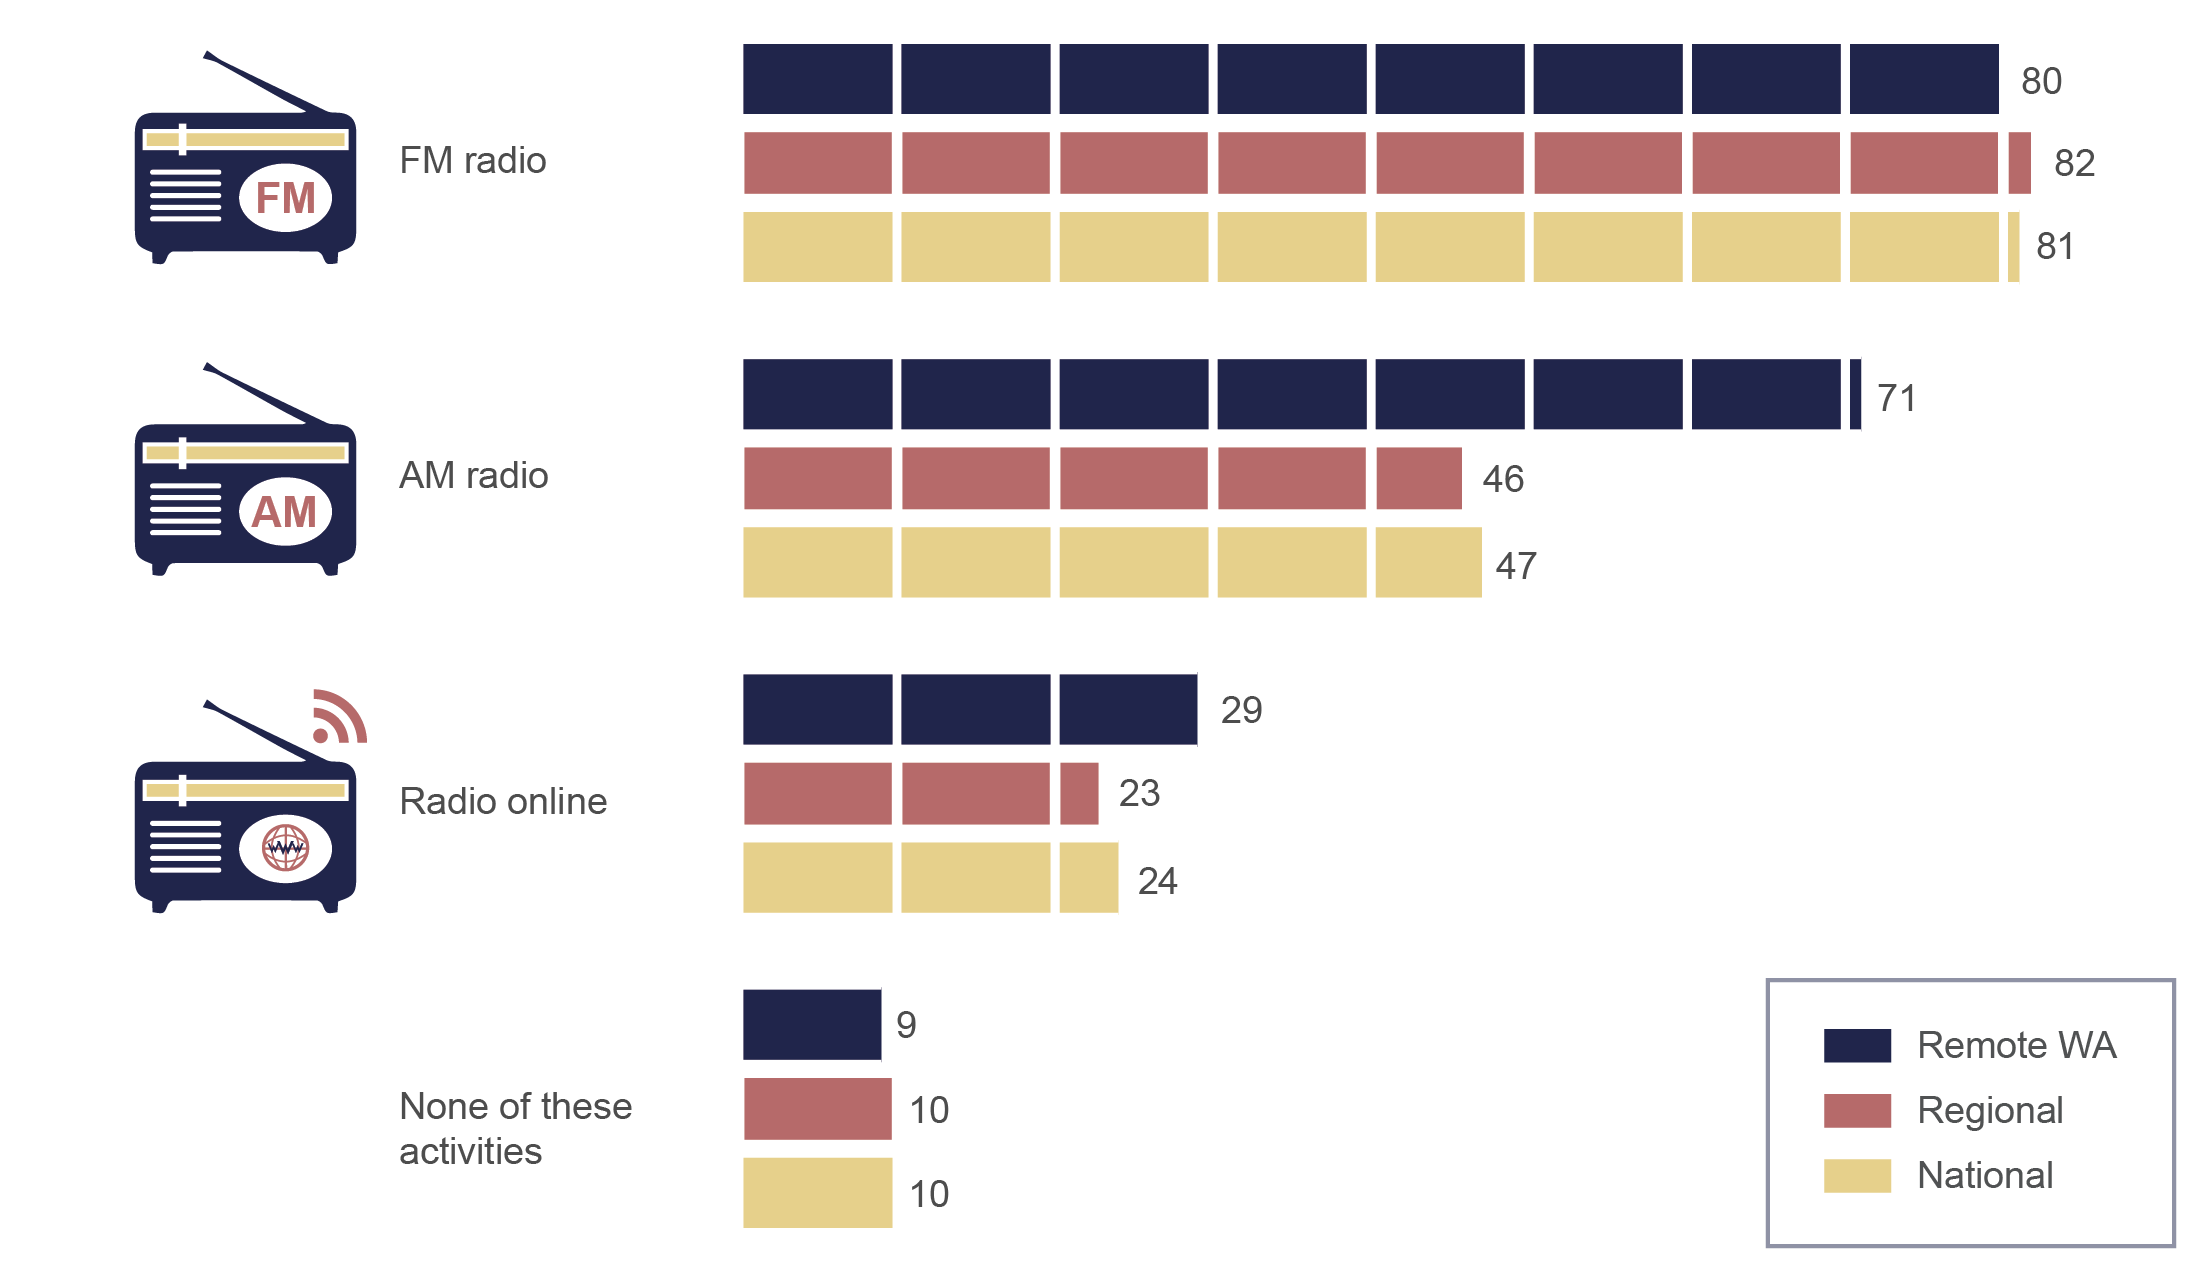 80
FM radio
FM
82
81
71
AM radio
AM
46
47
29
Radio online
23
24
9
None of these
activities
10
10
Remote WA
Regional
National